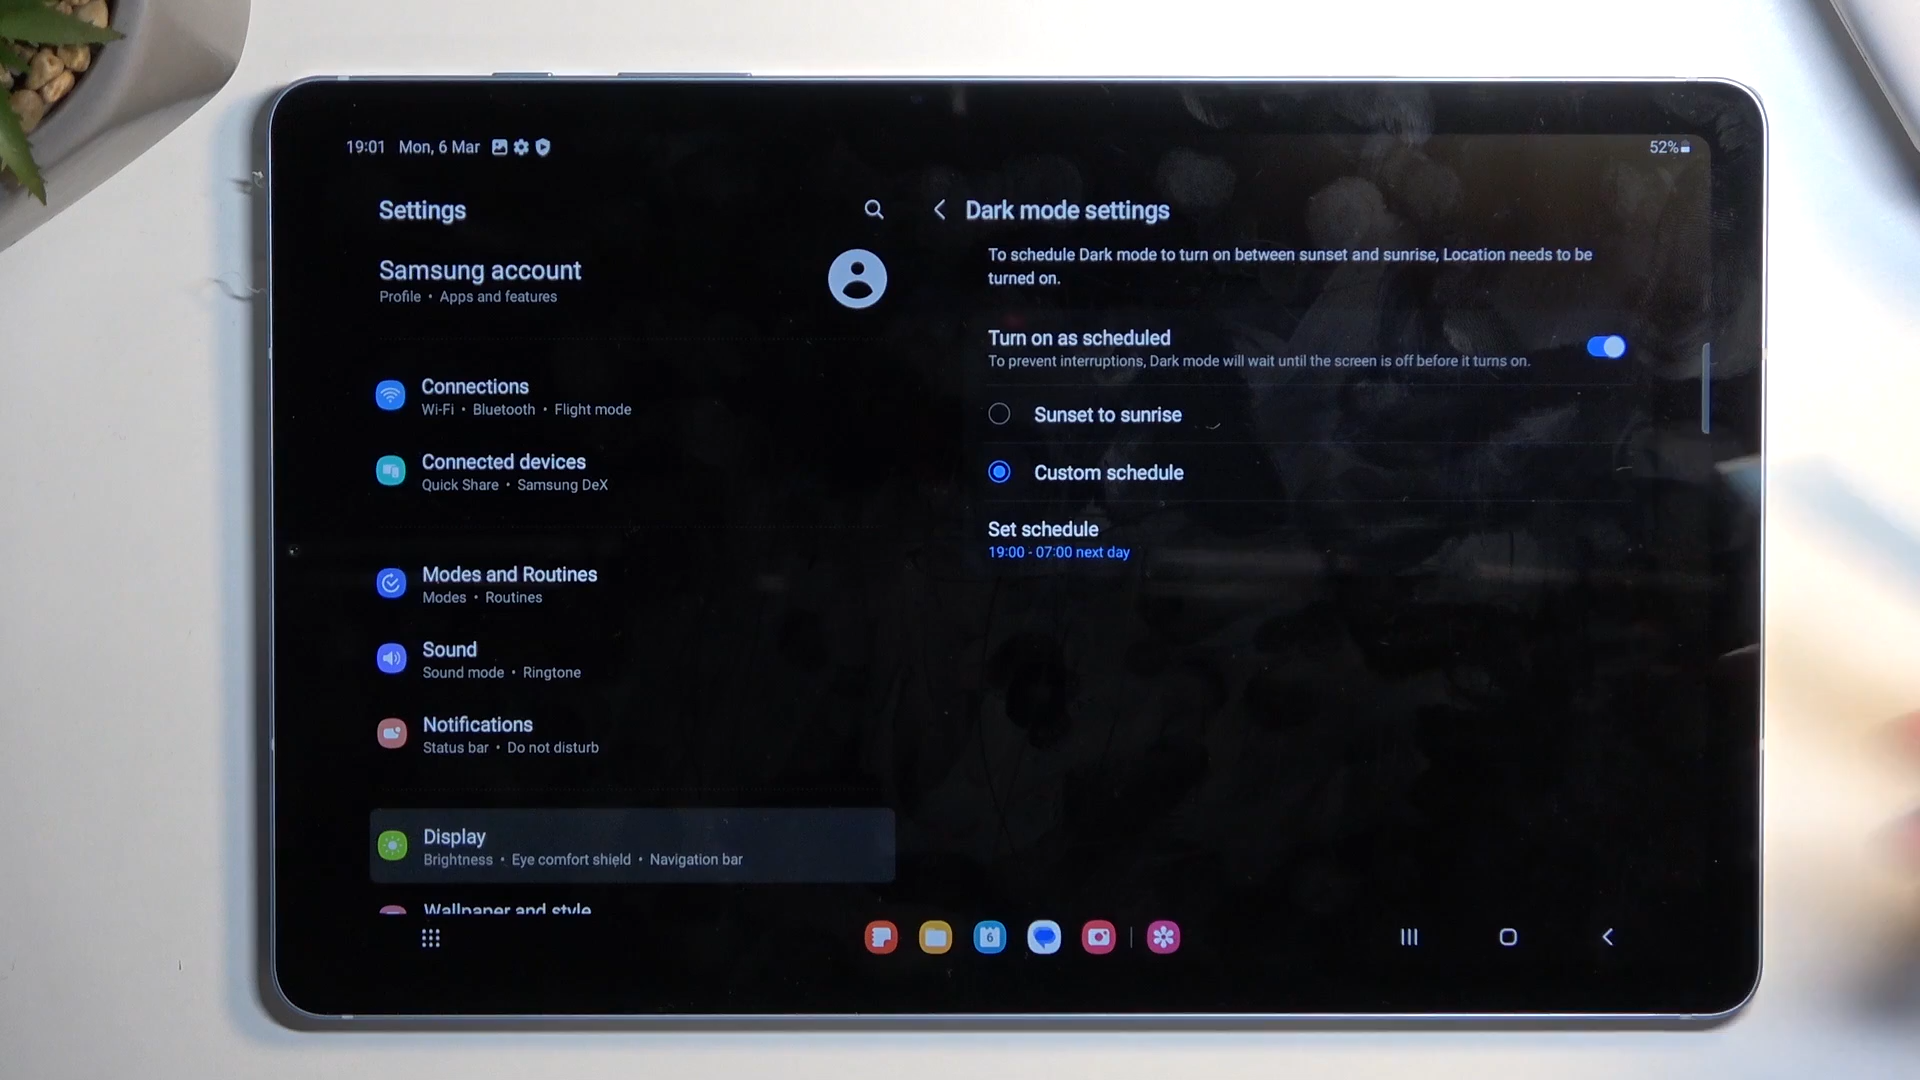 19:01 Mon, 6 Mar
52%
Settings
Samsung account
Profile • Apps and features
Connections
Wi-Fi • Bluetooth • Flight mode
Connected devices
Quick Share • Samsung DeX
Modes and Routines
Modes • Routines
Sound
Sound mode • Ringtone
Notifications
Status bar • Do not disturb
Display
Brightness • Eye comfort shield • Navigation bar
Wallpaper and style
Dark mode settings
To schedule Dark mode to turn on between sunset and sunrise, Location needs to be
turned on.
Turn on as scheduled
To prevent interruptions, Dark mode will wait until the screen is off before it turns on.
Sunset to sunrise
Custom schedule
Set schedule
19:00 - 07:00 next day
6